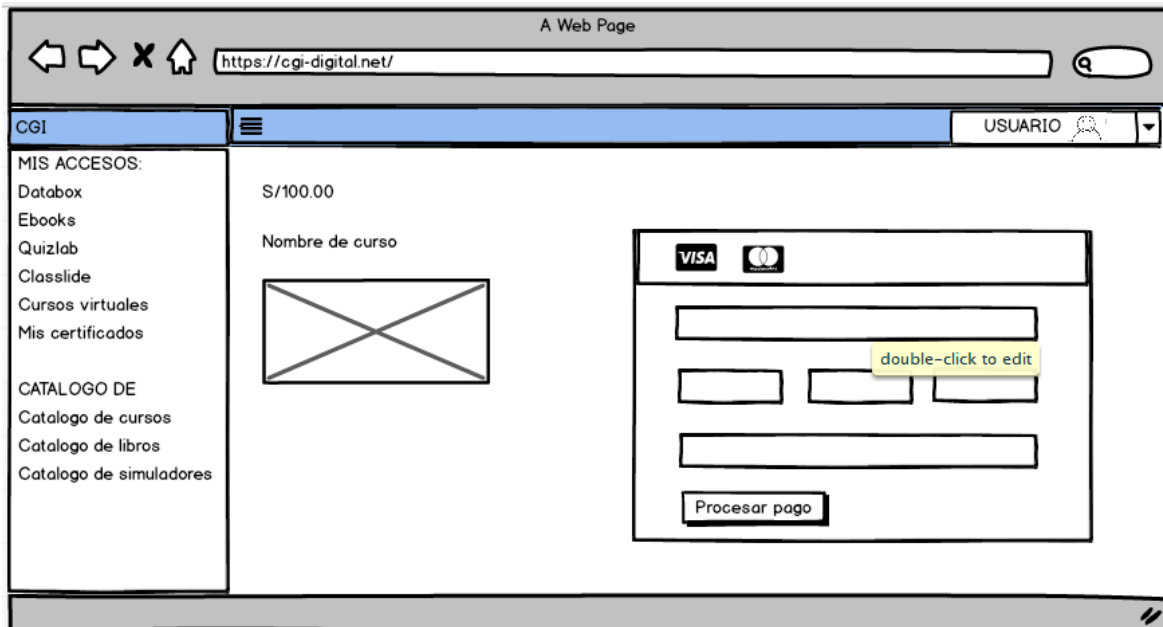 A Web Page
https://cgi-digital.net/
CGI
USUARIO
MIS ACCESOS:
Databox
Ebooks
Quizlab
Classlide
Cursos virtuales
Mis certificados
CATALOGO DE
Catalogo de cursos
Catalogo de libros
Catalogo de simuladores
S/100.00
Nombre de curso
VISA
double-click to edit
Procesar pago